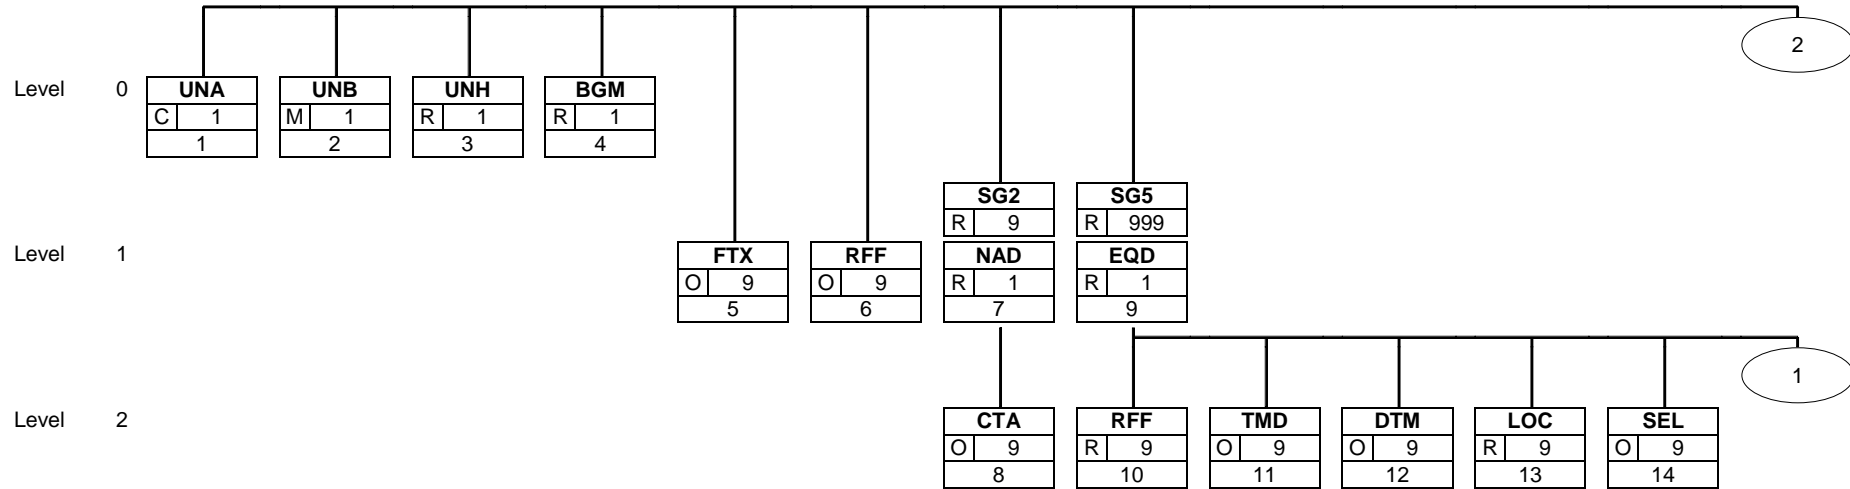 2
Level 0 UNA UNB UNH BGM
C 1 M 1 R 1 R 1
1 2 3 4
SG2 SG5
R 9 R 999
Level 1 FTX RFF NAD EQD
O 9 O 9 R 1 R 1
5 6 7 9
1
Level 2 CTA RFF TMD DTM LOC SEL
O 9 R 9 O 9 O 9 R 9 O 9
8 10 11 12 13 14